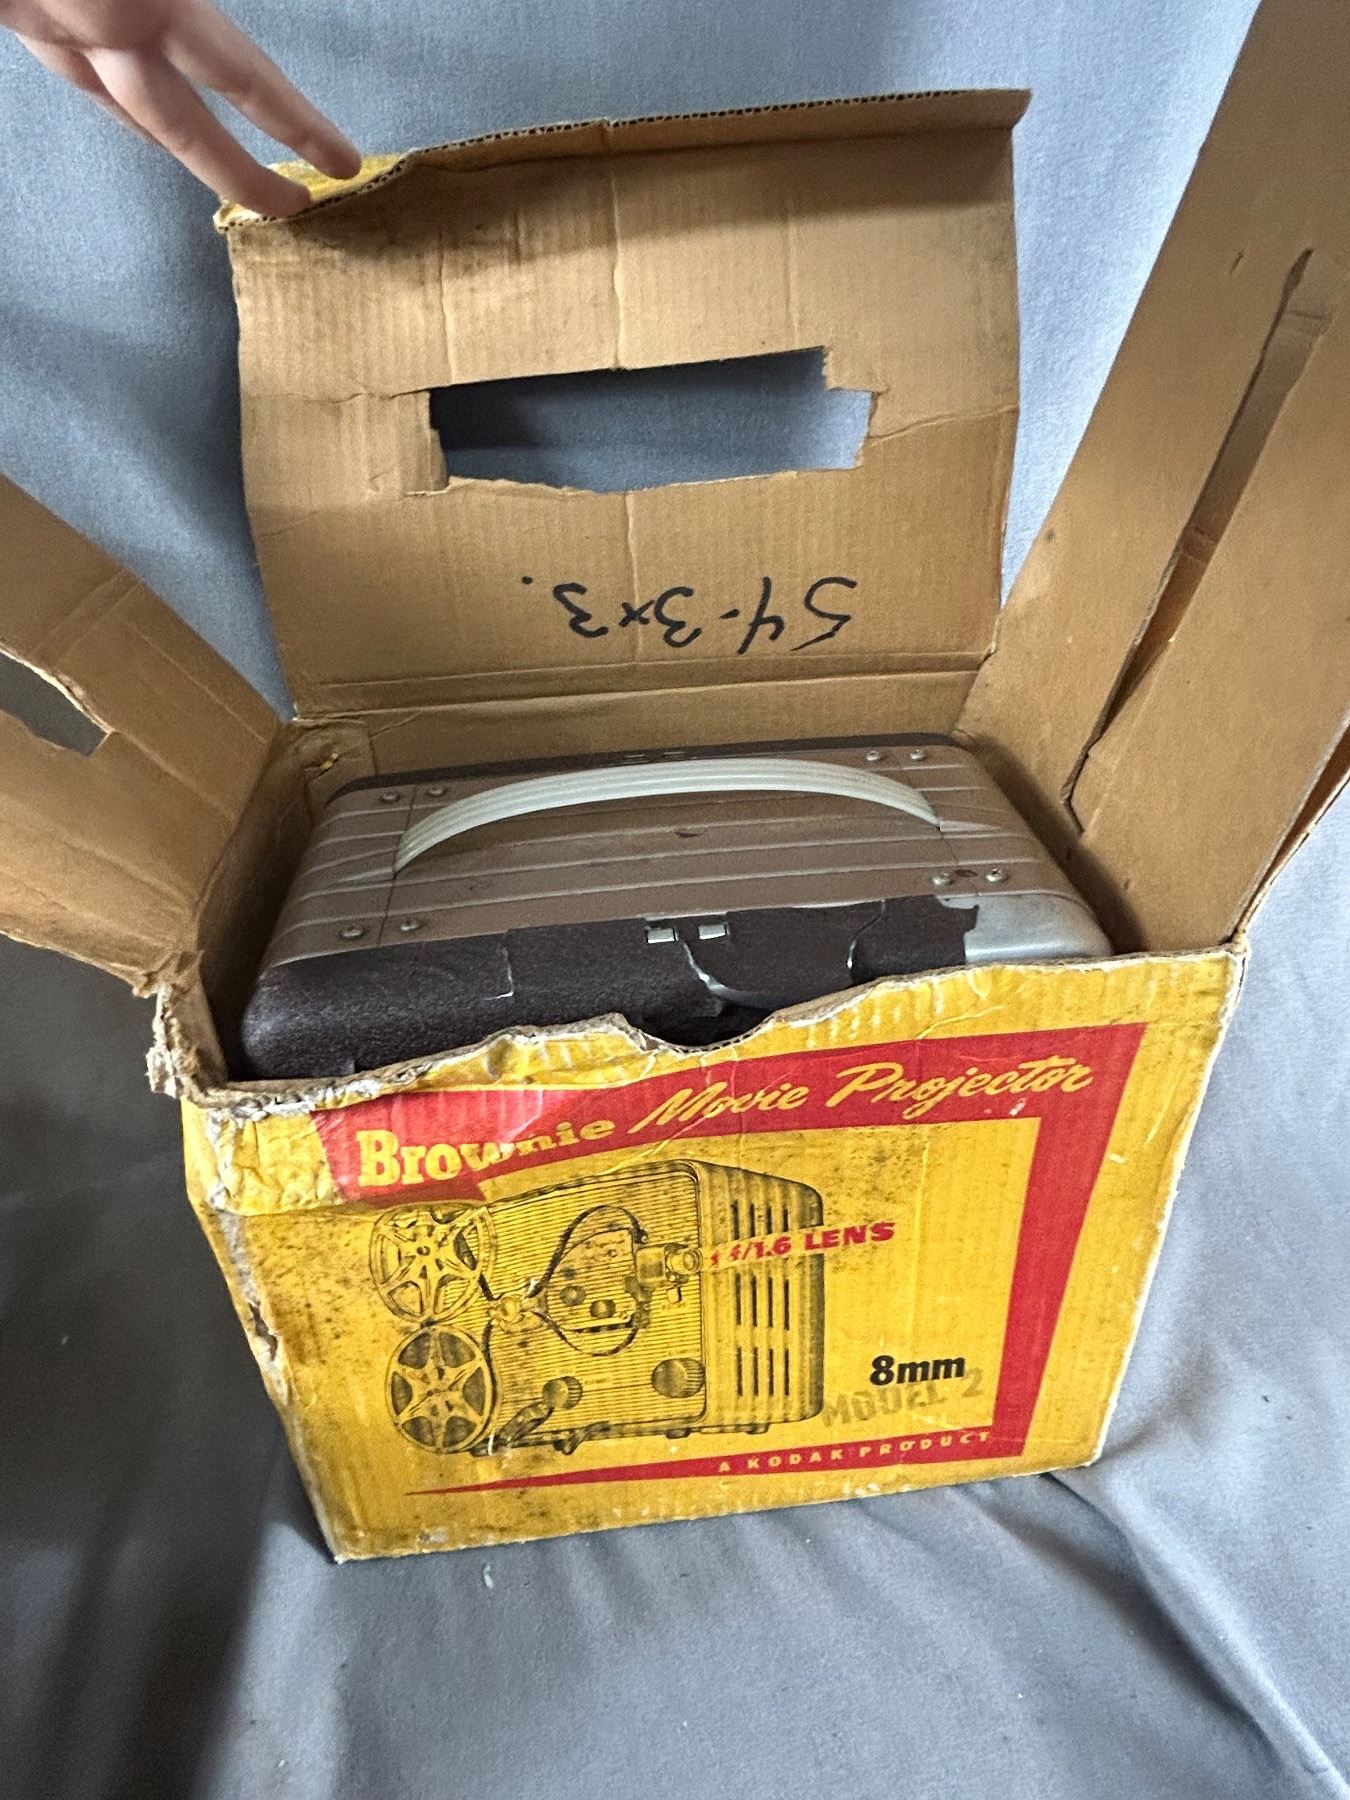 54-3x3.
Brownie Movie Projector
f/1.6 LENS
8mm
MODEL 2
A KODAK PRODUCT